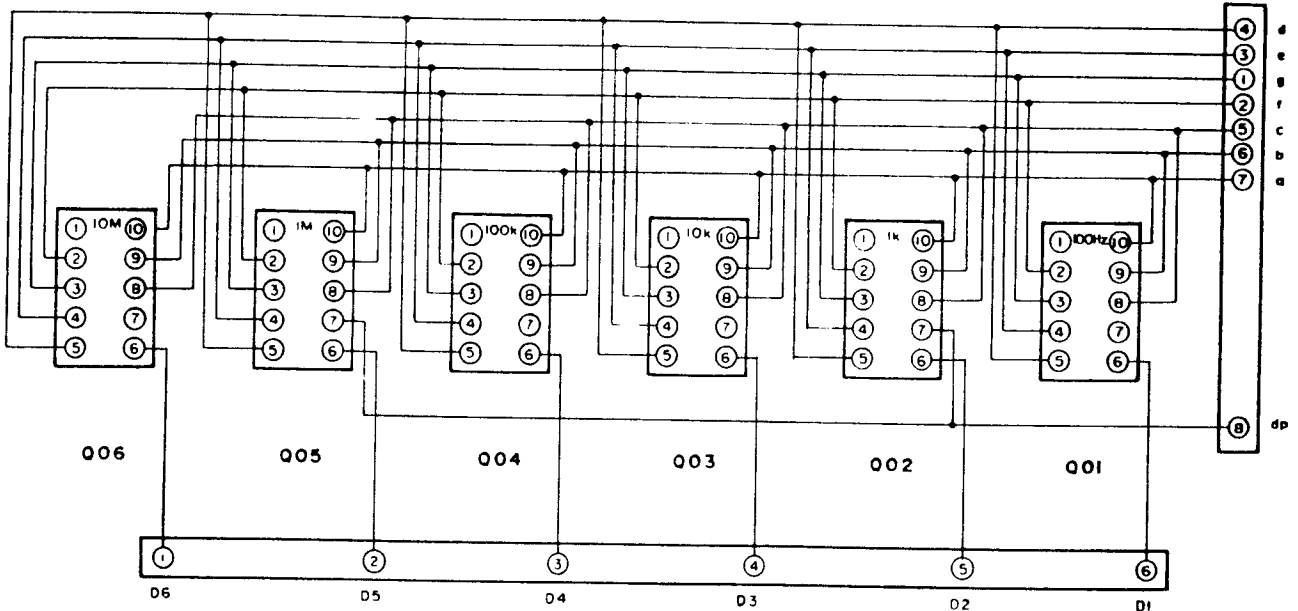 4 d
3 e
1 g
2 f
5 c
6 b
7 a
1 10M 10
2 9
3 8
4 7
5 6
1 1M 10
2 9
3 8
4 7
5 6
1 100k 10
2 9
3 8
4 7
5 6
1 10k 10
2 9
3 8
4 7
5 6
1 1k 10
2 9
3 8
4 7
5 6
1 100Hz 10
2 9
3 8
4 7
5 6
8 dp
Q06 Q05 Q04 Q03 Q02 Q01
1 2 3 4 5 6
D6 D5 D4 D3 D2 D1